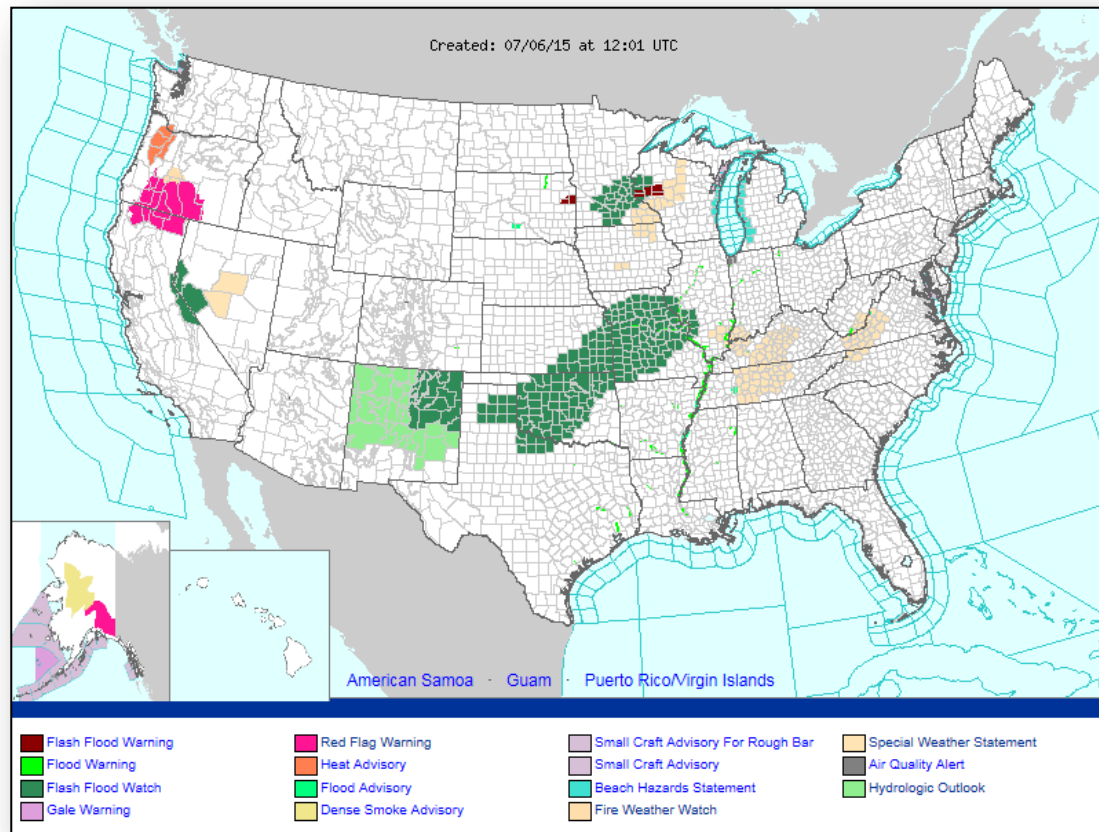 Created: 07/06/15 at 12:01 UTC
American Samoa · Guam · Puerto Rico/Virgin Islands
Flash Flood Warning
Flood Warning
Flash Flood Watch
Gale Warning
Red Flag Warning
Heat Advisory
Flood Advisory
Dense Smoke Advisory
Small Craft Advisory For Rough Bar
Small Craft Advisory
Beach Hazards Statement
Fire Weather Watch
Special Weather Statement
Air Quality Alert
Hydrologic Outlook